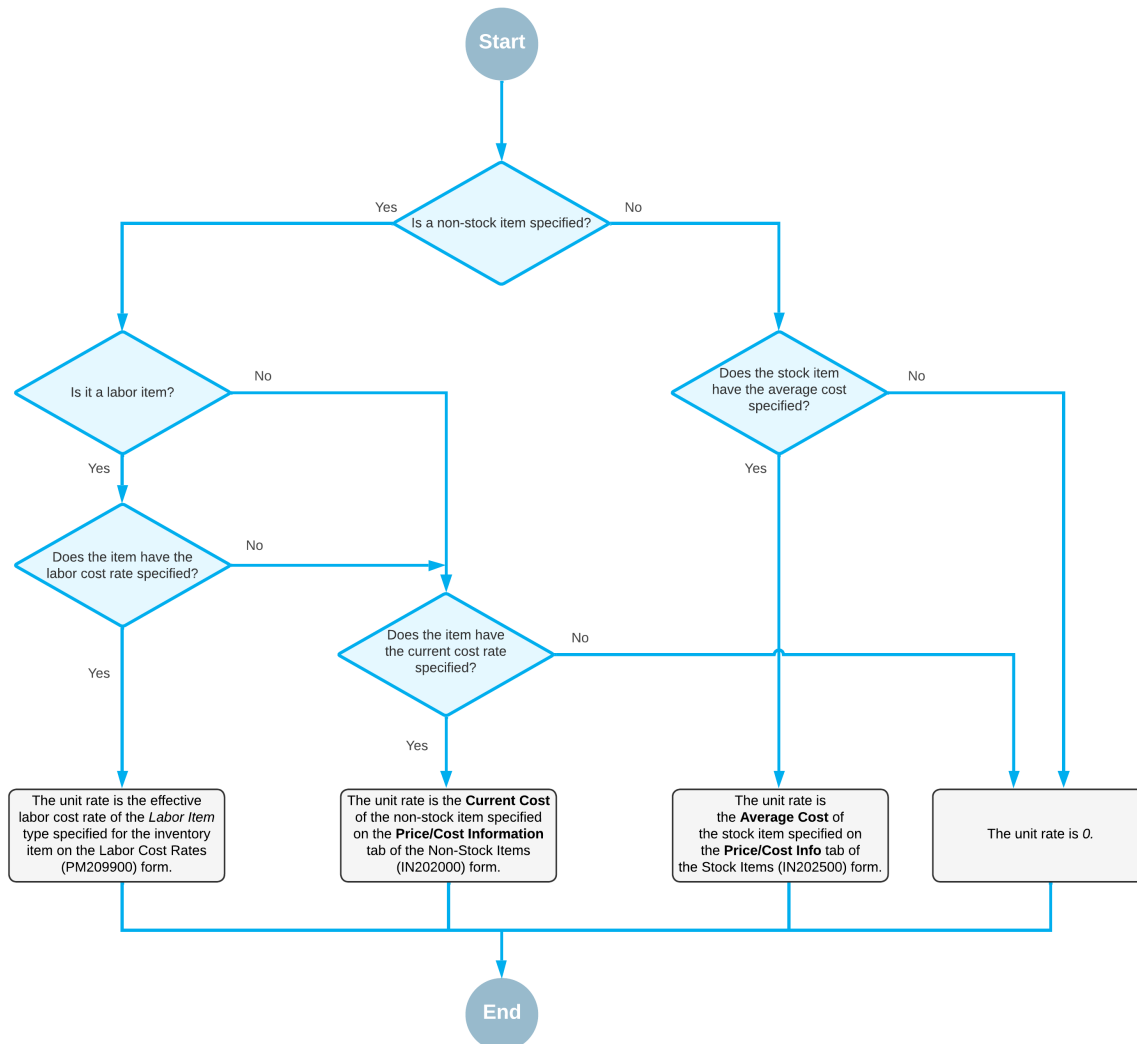 Start
Yes
No
Is a non-stock item specified?
Is it a labor item?
No
Does the stock item
have the average cost
specified?
No
Yes
Yes
Does the item have the
labor cost rate specified?
No
Does the item have
the current cost rate
specified?
No
Yes
Yes
The unit rate is the effective
labor cost rate of the Labor Item
type specified for the inventory
item on the Labor Cost Rates
(PM209900) form.
The unit rate is the Current Cost
of the non-stock item specified
on the Price/Cost Information
tab of the Non-Stock Items
(IN202000) form.
The unit rate is
the Average Cost of
the stock item specified on
the Price/Cost Info tab of
the Stock Items (IN202500) form.
The unit rate is 0.
End